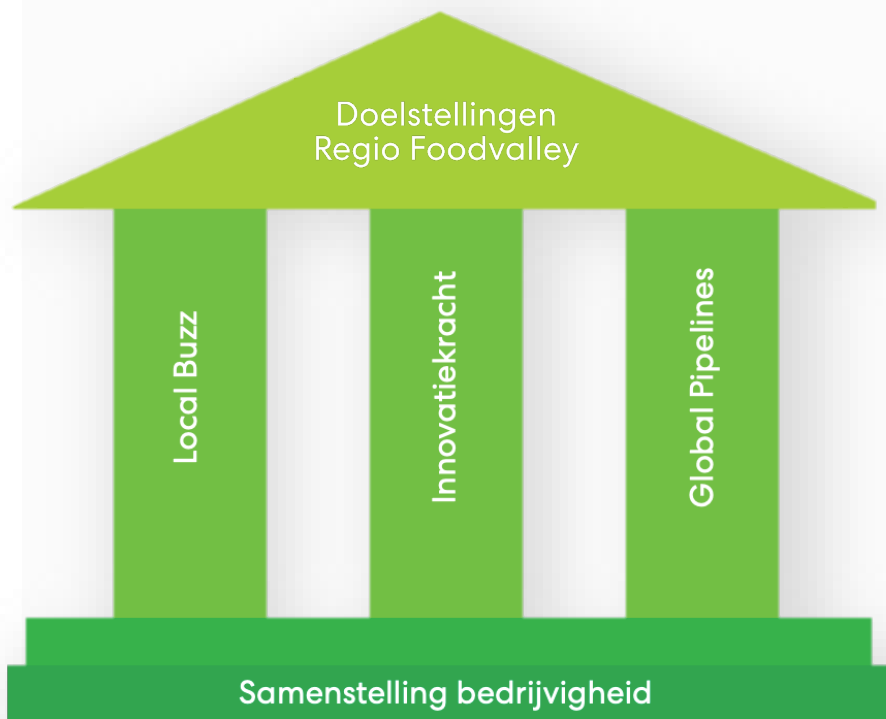 Doelstellingen
Regio Foodvalley
Local Buzz
Innovatiekracht
Global Pipelines
Samenstelling bedrijvigheid